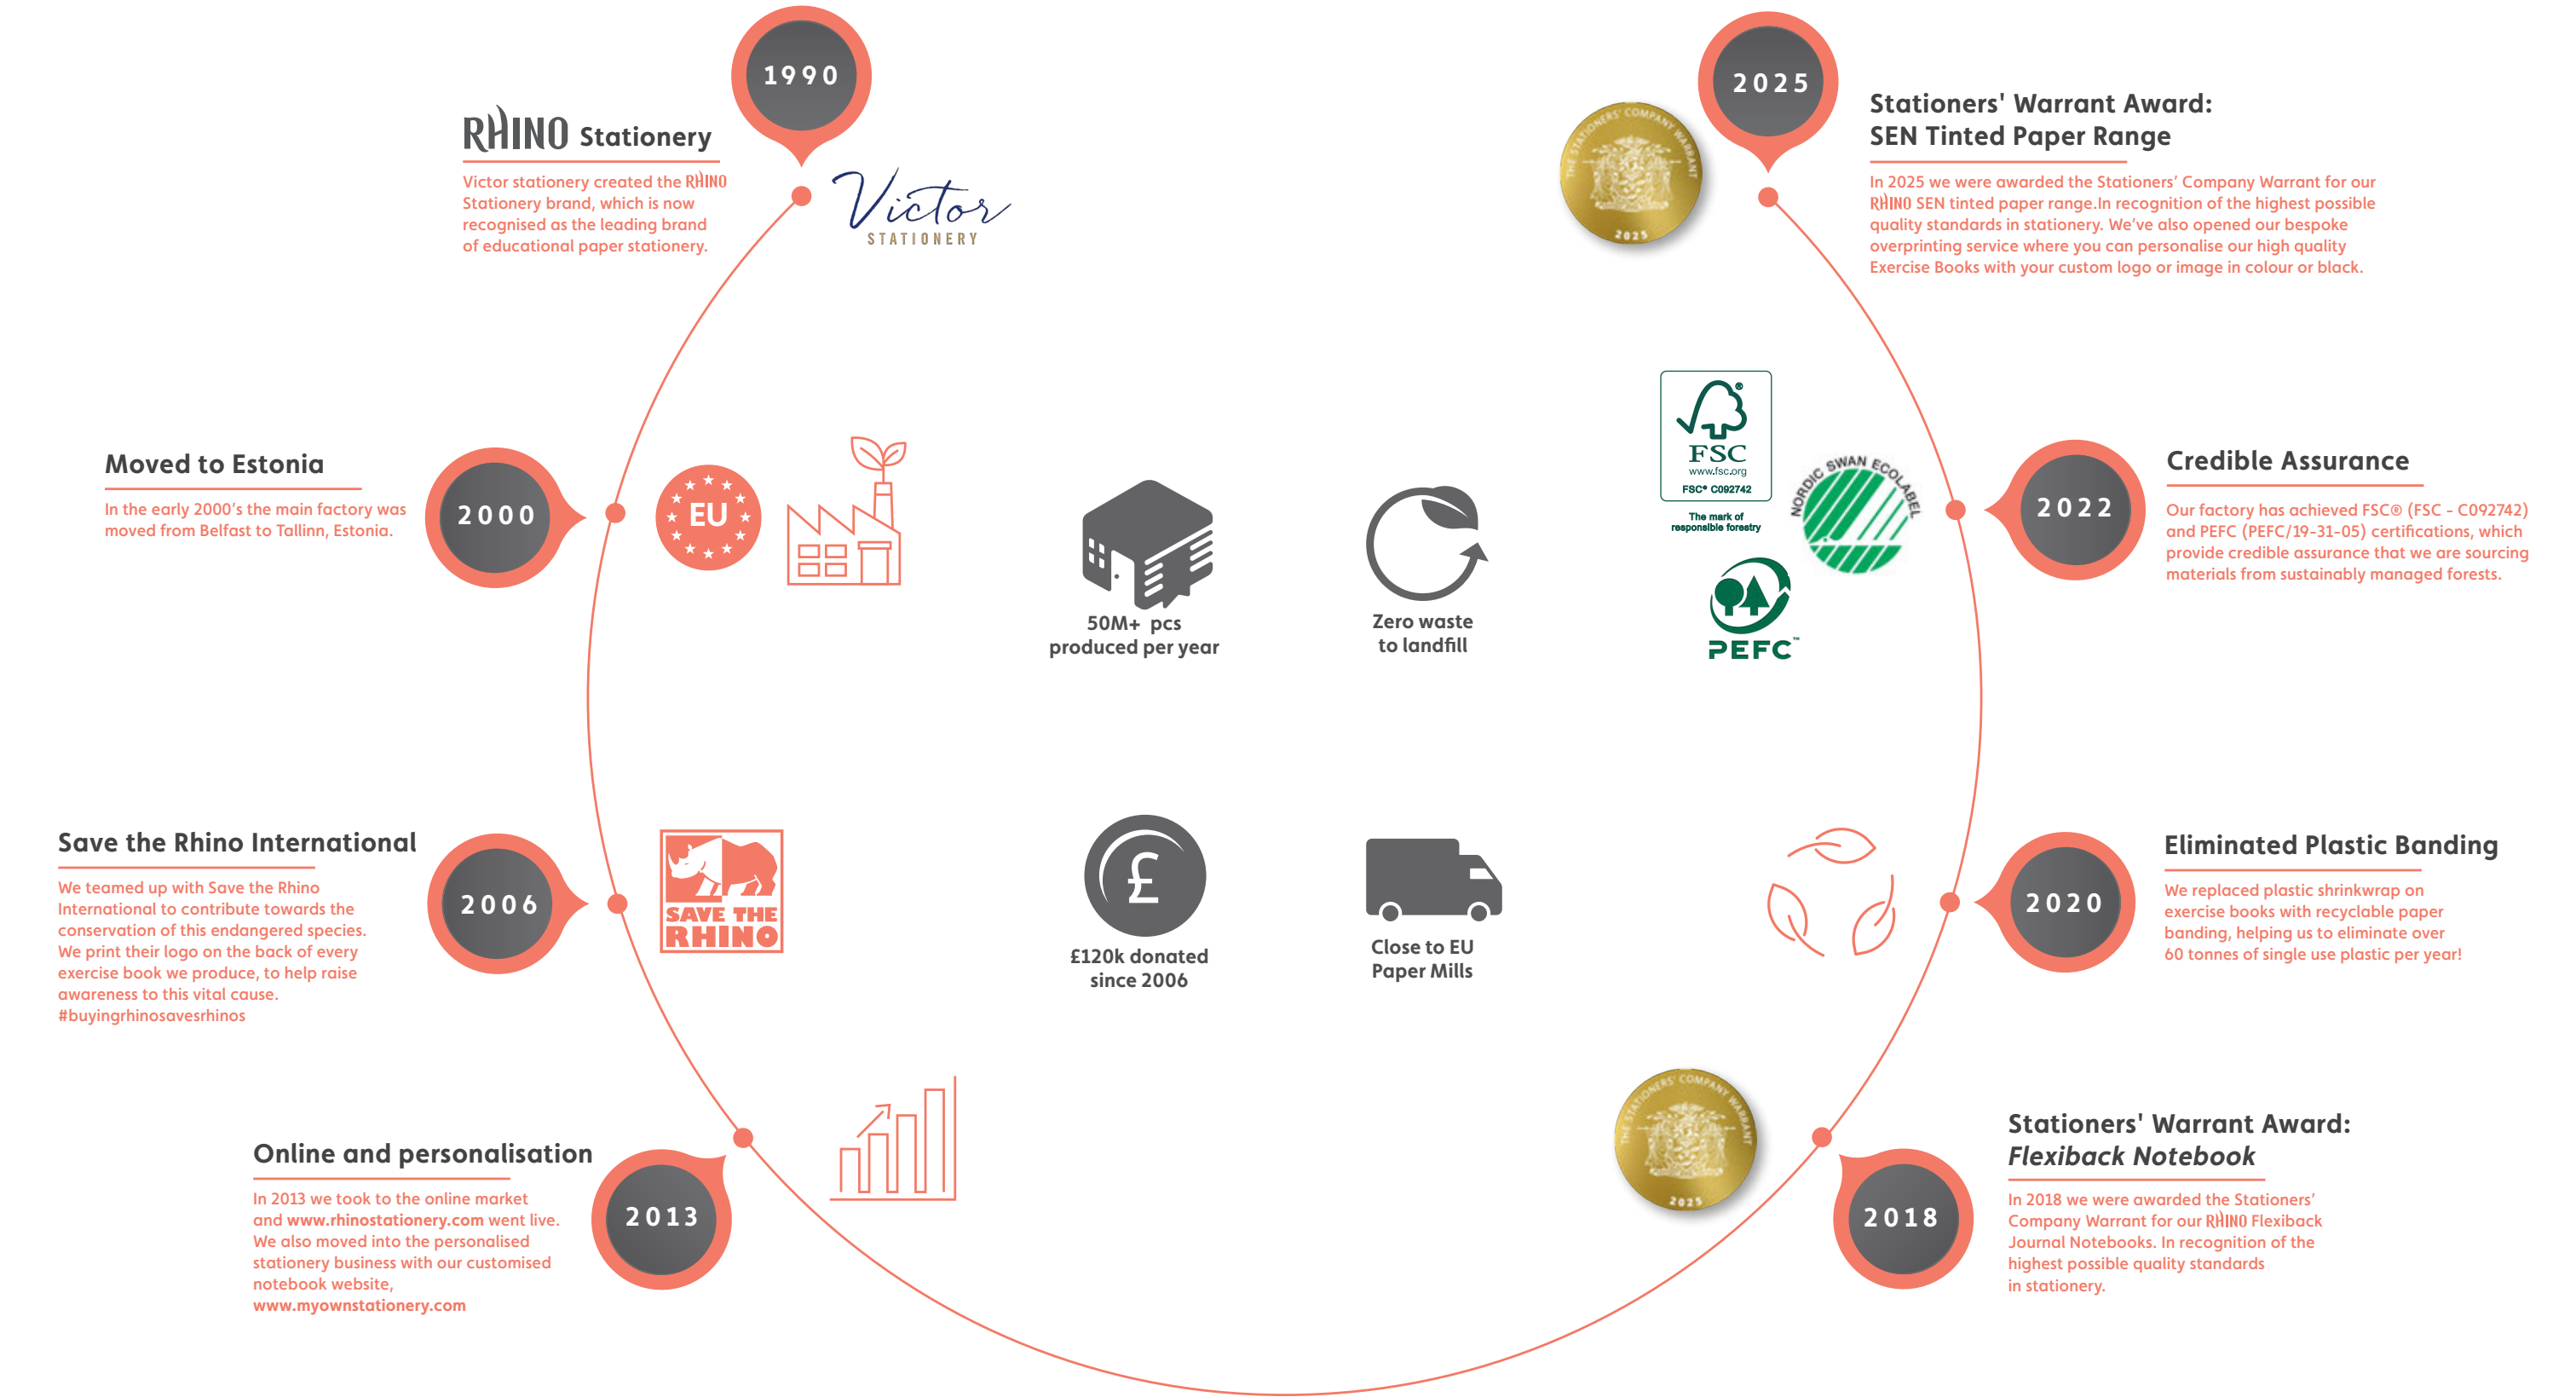 1990
RHINO Stationery
Victor stationery created the RHINO
Stationery brand, which is now
recognised as the leading brand
of educational paper stationery.
Victor
STATIONERY
2000
Moved to Estonia
In the early 2000's the main factory was
moved from Belfast to Tallinn, Estonia.
EU
2006
Save the Rhino International
We teamed up with Save the Rhino
International to contribute towards the
conservation of this endangered species.
We print their logo on the back of every
exercise book we produce, to help raise
awareness to this vital cause.
#buyingrhinosavesrhinos
SAVE THE
RHINO
2013
Online and personalisation
In 2013 we took to the online market
and www.rhinostationery.com went live.
We also moved into the personalised
stationery business with our customised
notebook website,
www.myownstationery.com
50M+ pcs
produced per year
Zero waste
to landfill
£
£120k donated
since 2006
Close to EU
Paper Mills
2018
Stationers' Warrant Award:
Flexiback Notebook
In 2018 we were awarded the Stationers'
Company Warrant for our RHINO Flexiback
Journal Notebooks. In recognition of the
highest possible quality standards
in stationery.
THE STATIONERS' COMPANY WARRANT
2025
2020
Eliminated Plastic Banding
We replaced plastic shrinkwrap on
exercise books with recyclable paper
banding, helping us to eliminate over
60 tonnes of single use plastic per year!
2022
Credible Assurance
Our factory has achieved FSC® (FSC - C092742)
and PEFC (PEFC/19-31-05) certifications, which
provide credible assurance that we are sourcing
materials from sustainably managed forests.
®
FSC
www.fsc.org
FSC® C092742
The mark of
responsible forestry
NORDIC SWAN ECOLABEL
PEFC™
2025
Stationers' Warrant Award:
SEN Tinted Paper Range
In 2025 we were awarded the Stationers' Company Warrant for our
RHINO SEN tinted paper range.In recognition of the highest possible
quality standards in stationery. We've also opened our bespoke
overprinting service where you can personalise our high quality
Exercise Books with your custom logo or image in colour or black.
THE STATIONERS' COMPANY WARRANT
2025